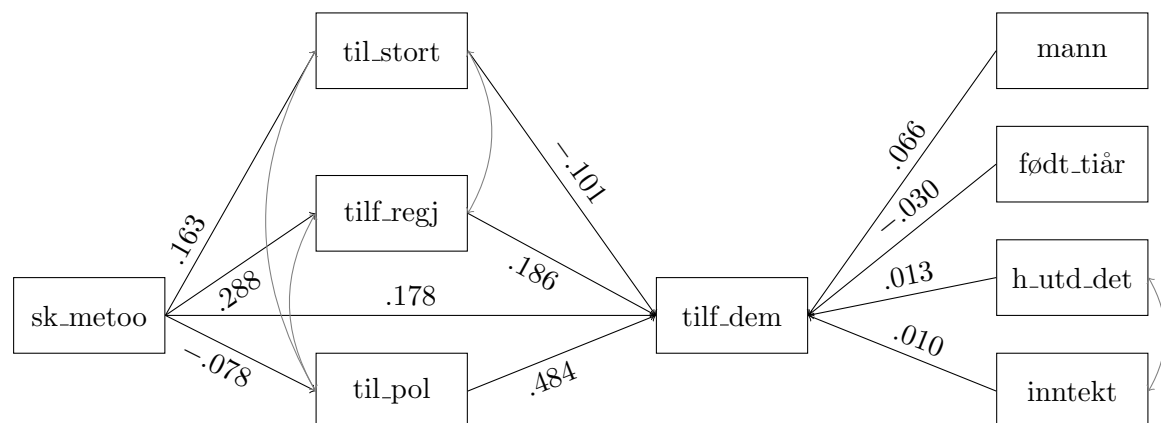 til_stort
mann
−.101
.066
.163
født_tiår
tilf_regj
−.030
.288
.186
h_utd_det
.013
sk_metoo
.178
tilf_dem
.010
−.078
til_pol
.484
inntekt